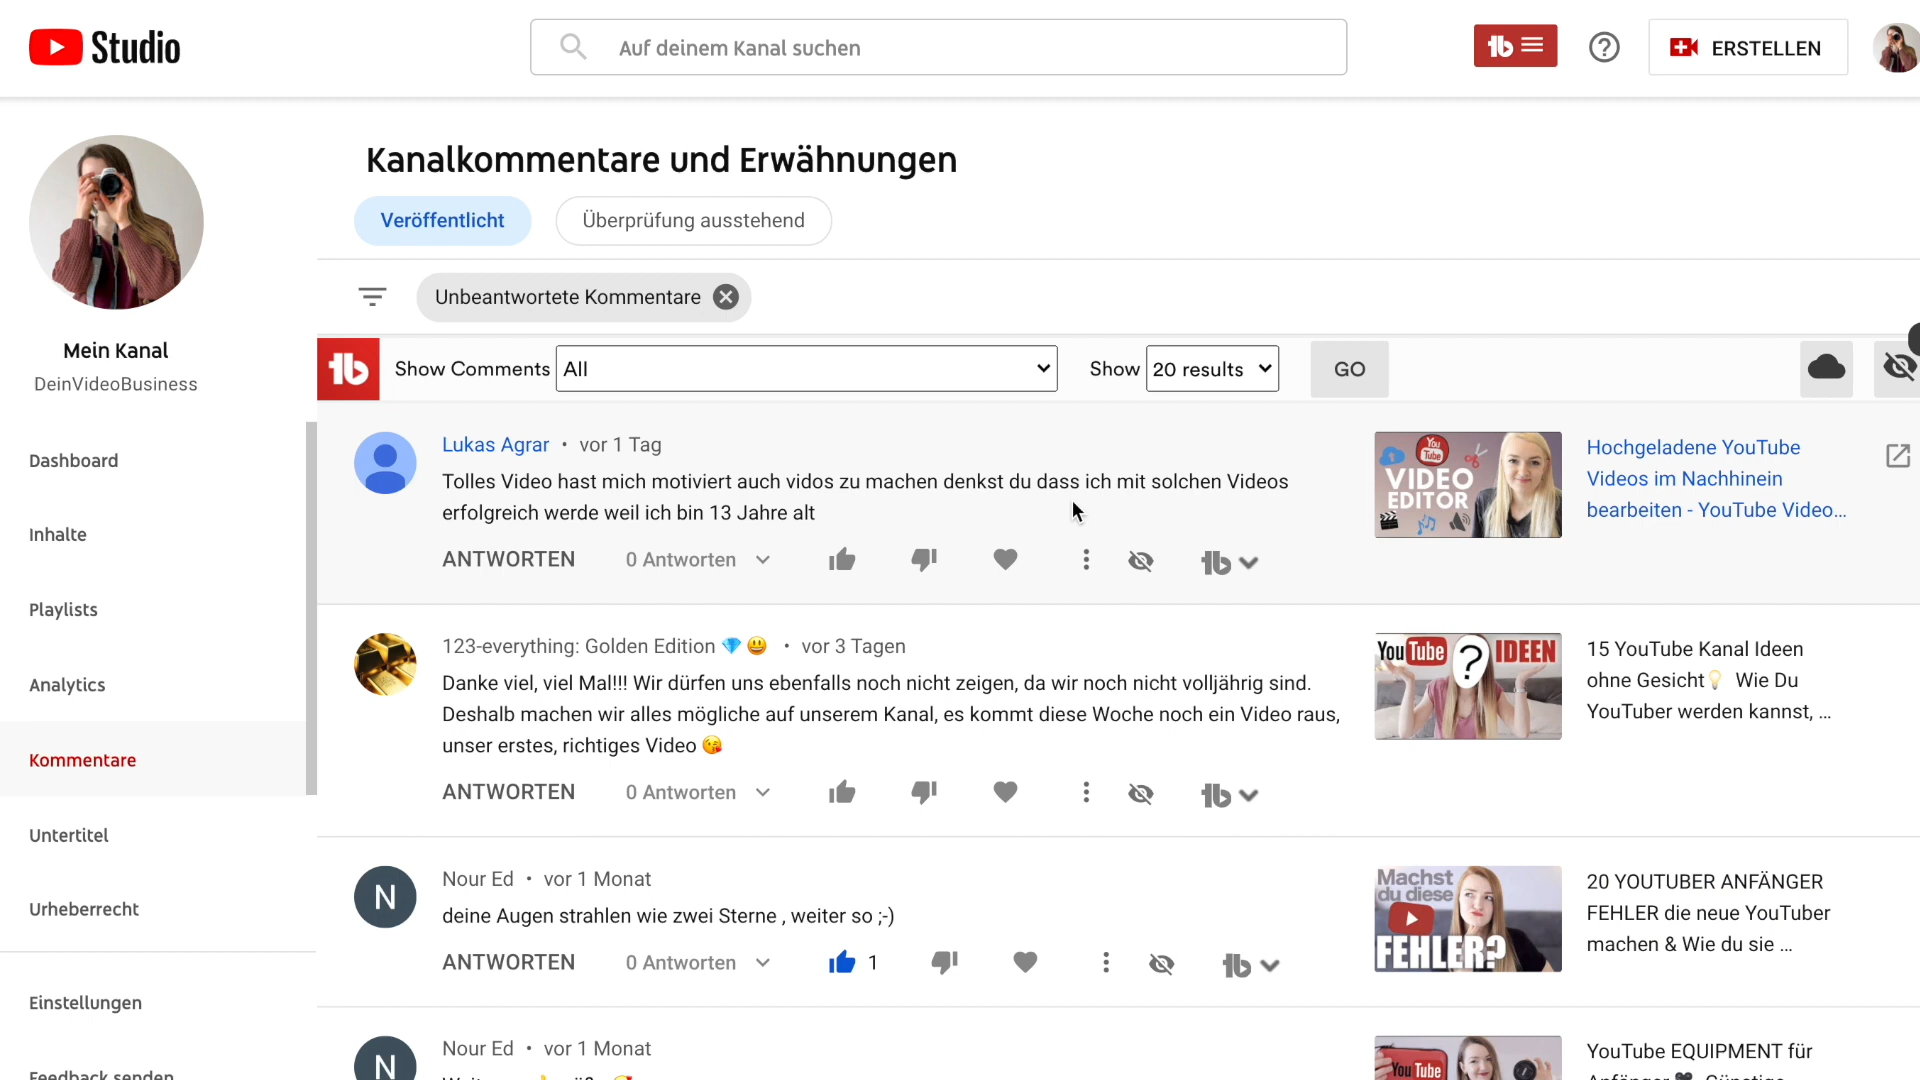 Studio
Auf deinem Kanal suchen
ERSTELLEN
Mein Kanal
DeinVideoBusiness
Dashboard
Inhalte
Playlists
Analytics
Kommentare
Untertitel
Urheberrecht
Einstellungen
Feedback senden
Kanalkommentare und Erwähnungen
Veröffentlicht
Überprüfung ausstehend
Unbeantwortete Kommentare
Show Comments All
Show 20 results
GO
Lukas Agrar • vor 1 Tag
Tolles Video hast mich motiviert auch vidos zu machen denkst du dass ich mit solchen Videos
erfolgreich werde weil ich bin 13 Jahre alt
ANTWORTEN 0 Antworten
You
Tube
VIDEO
EDITOR
Hochgeladene YouTube
Videos im Nachhinein
bearbeiten - YouTube Video...
123-everything: Golden Edition 💎 😃 • vor 3 Tagen
Danke viel, viel Mal!!! Wir dürfen uns ebenfalls noch nicht zeigen, da wir noch nicht volljährig sind.
Deshalb machen wir alles mögliche auf unserem Kanal, es kommt diese Woche noch ein Video raus,
unser erstes, richtiges Video 😘
ANTWORTEN 0 Antworten
YouTube ? IDEEN
15 YouTube Kanal Ideen
ohne Gesicht💡 Wie Du
YouTuber werden kannst, ...
N
Nour Ed • vor 1 Monat
deine Augen strahlen wie zwei Sterne , weiter so ;-)
ANTWORTEN 0 Antworten 1
Machst
du diese
FEHLER?
20 YOUTUBER ANFÄNGER
FEHLER die neue YouTuber
machen & Wie du sie ...
N
Nour Ed • vor 1 Monat
You Tube
YouTube EQUIPMENT für